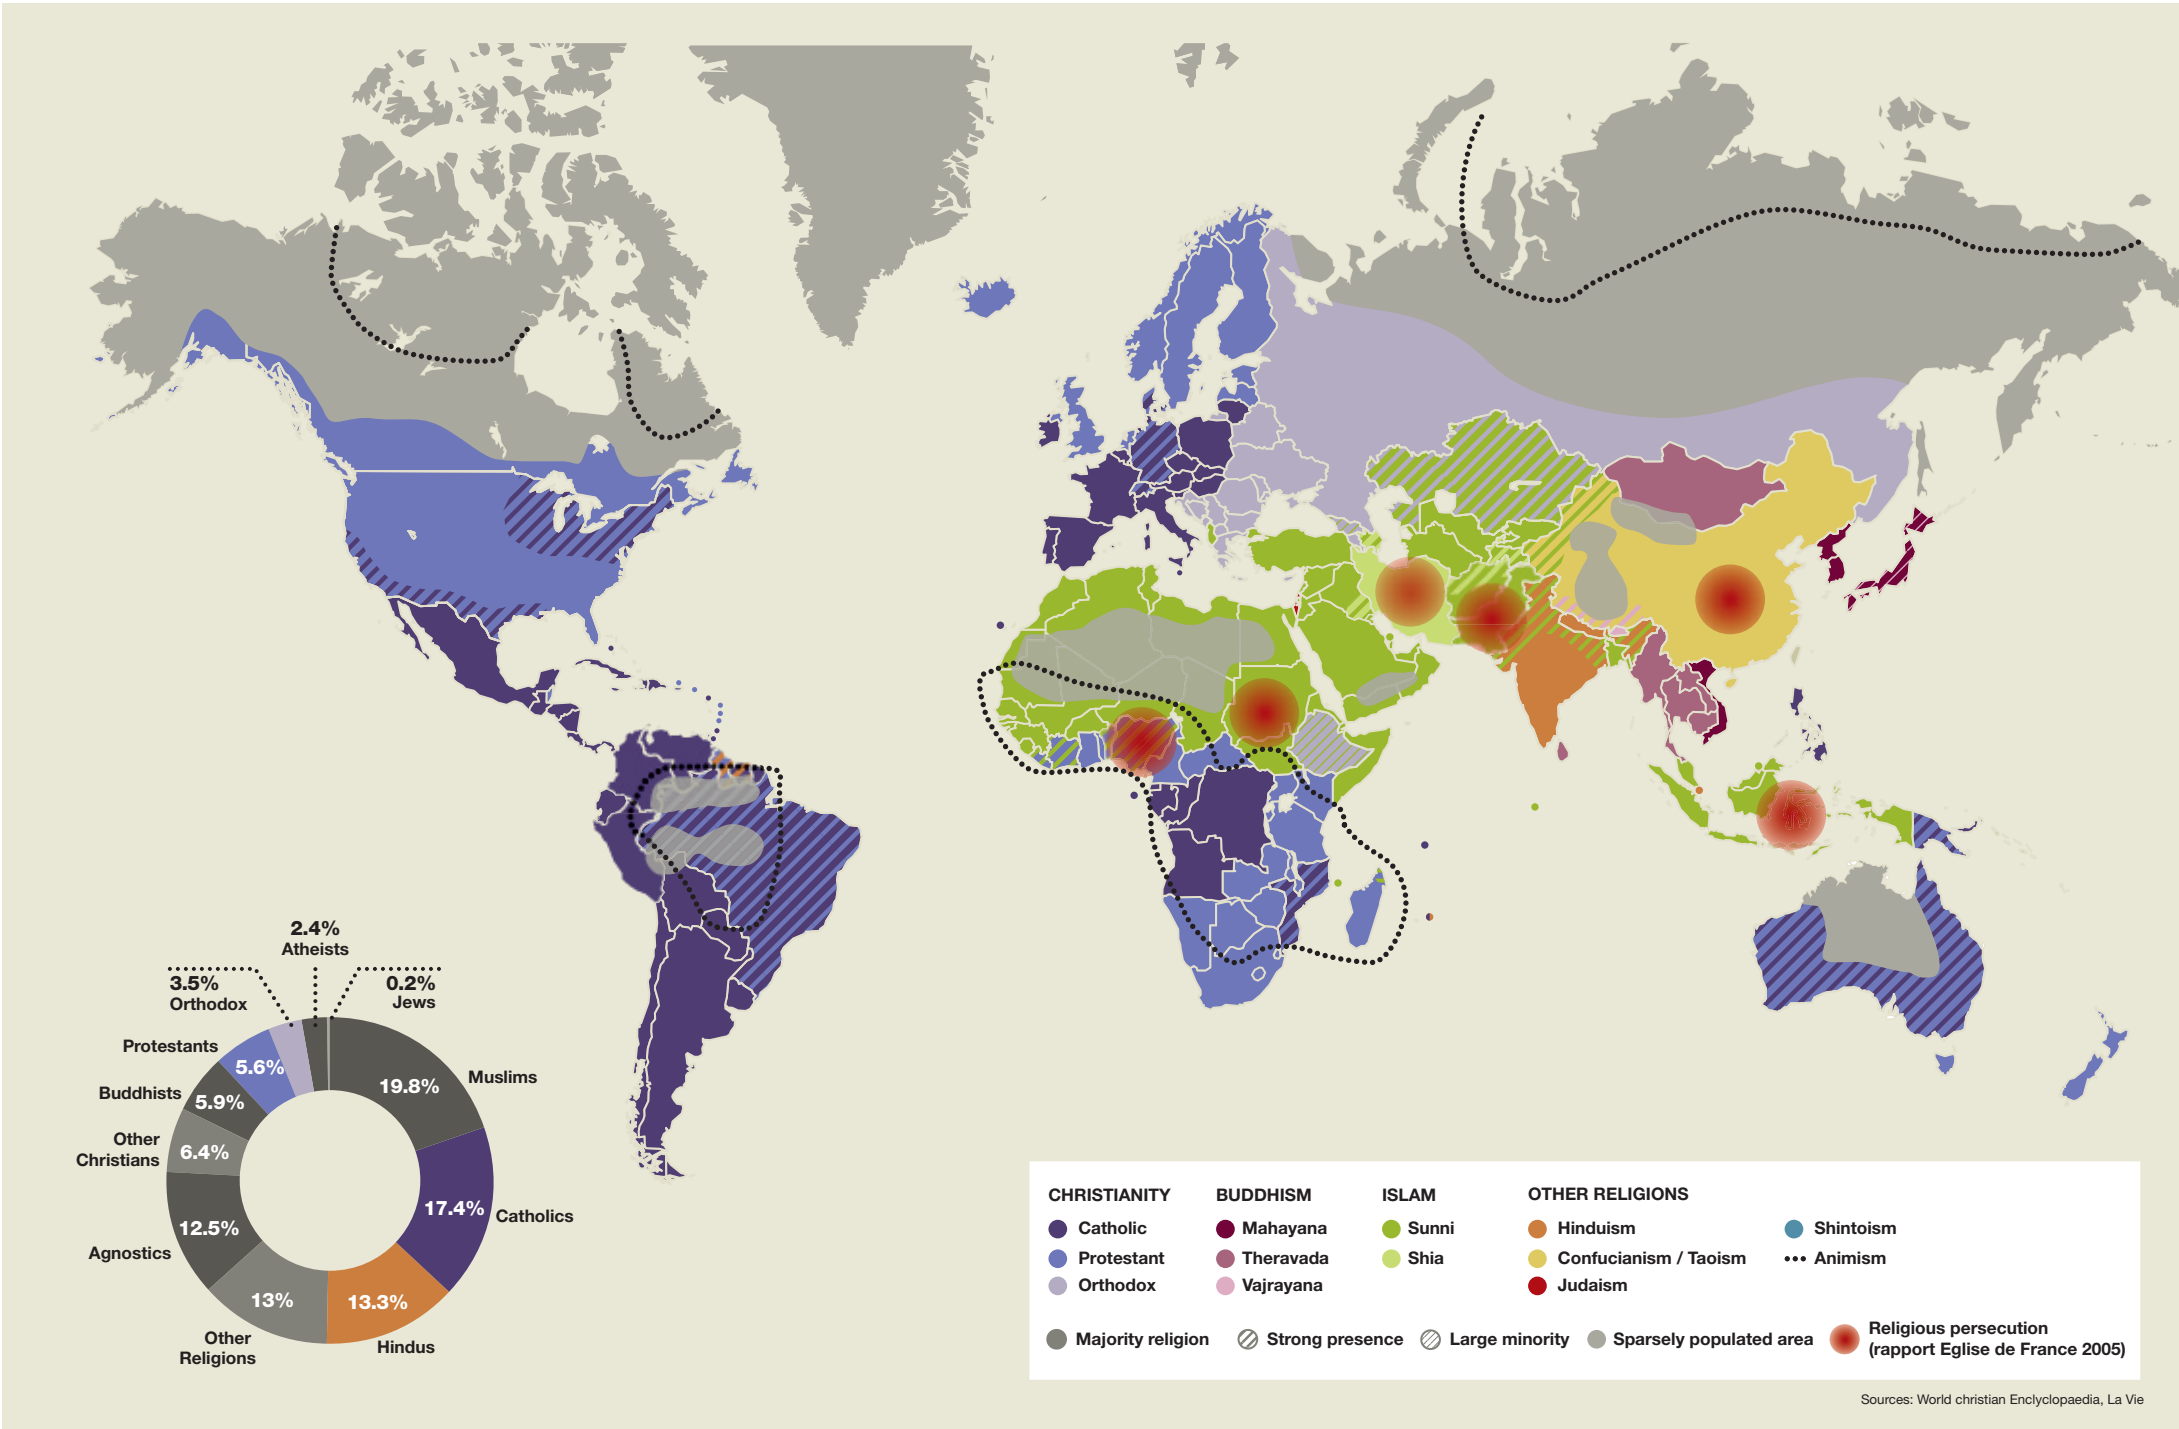 2.4%
Atheists
3.5%
Orthodox
0.2%
Jews
Protestants
5.6%
Buddhists
5.9%
Other
Christians
6.4%
Agnostics
12.5%
Other
Religions
13%
Hindus
13.3%
Catholics
17.4%
Muslims
19.8%
CHRISTIANITY
Catholic
Protestant
Orthodox
BUDDHISM
Mahayana
Theravada
Vajrayana
ISLAM
Sunni
Shia
OTHER RELIGIONS
Hinduism
Confucianism / Taoism
Judaism
Shintoism
Animism
Majority religion
Strong presence
Large minority
Sparsely populated area
Religious persecution
(rapport Eglise de France 2005)
Sources: World christian Enclyclopaedia, La Vie